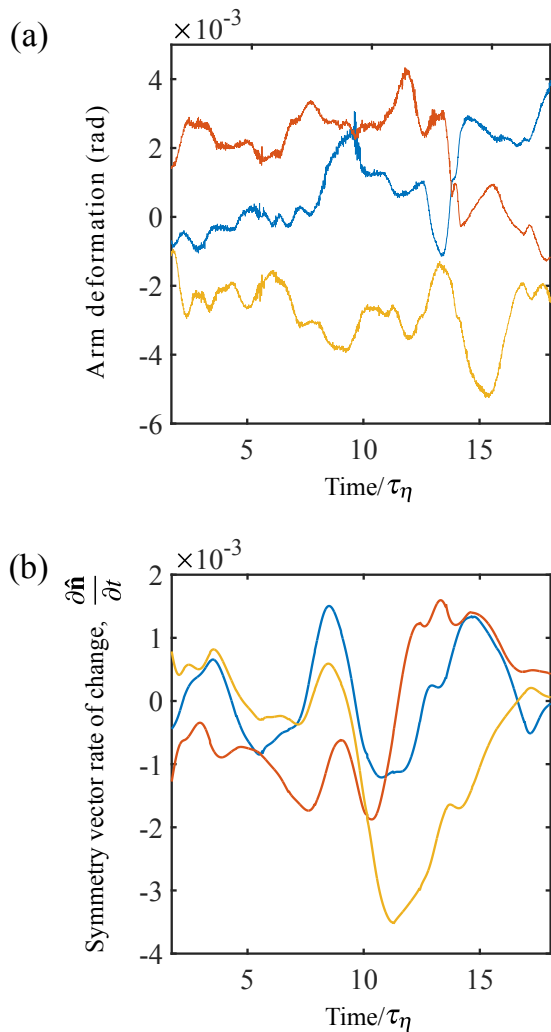 (a)
×10⁻³
4
2
0
-2
-4
-6
Arm deformation (rad)
5 10 15
Time/τ_η
(b)
×10⁻³
2
1
0
-1
-2
-3
-4
Symmetry vector rate of change, ∂n̂/∂t
5 10 15
Time/τ_η